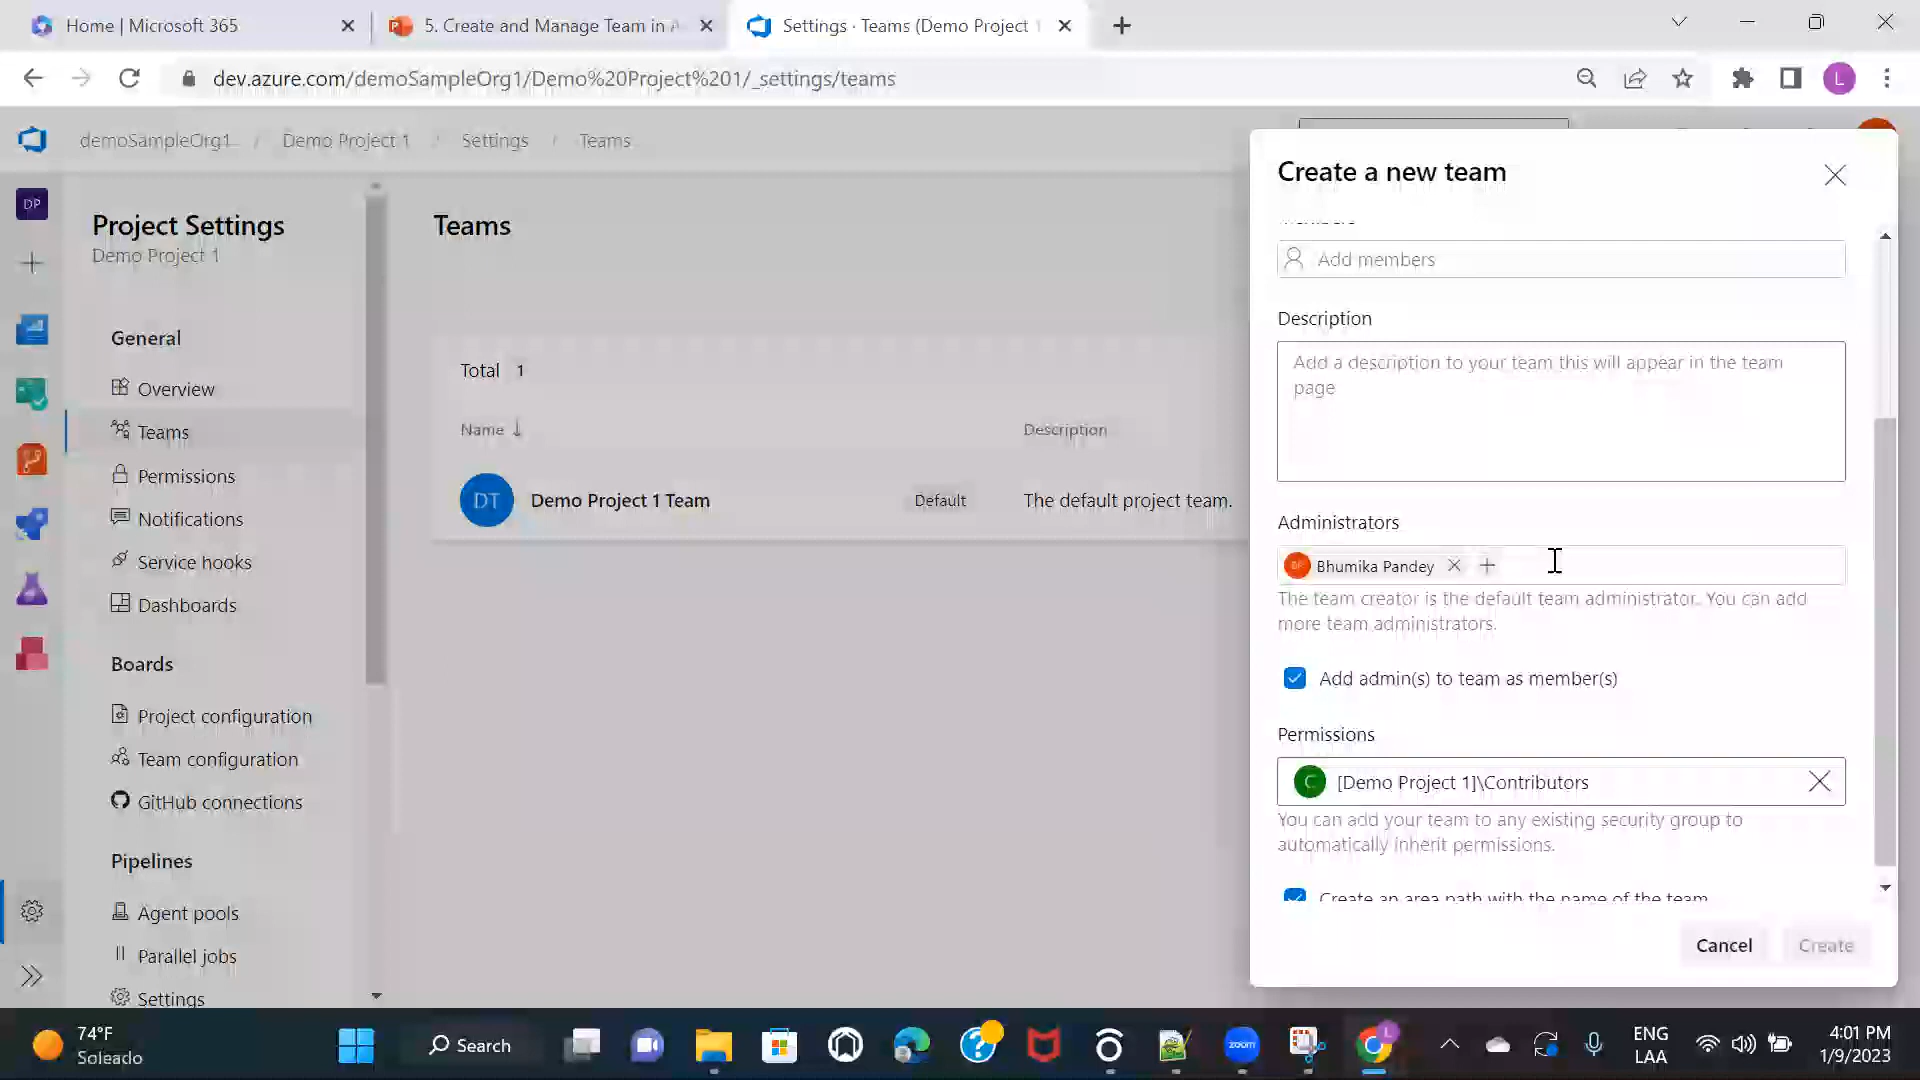 Home | Microsoft 365
5. Create and Manage Team in A
Settings · Teams (Demo Project 1
dev.azure.com/demoSampleOrg1/Demo%20Project%201/_settings/teams
L
demoSampleOrg1 / Demo Project 1 / Settings / Teams
DP
Project Settings
Demo Project 1
General
Overview
Teams
Permissions
Notifications
Service hooks
Dashboards
Boards
Project configuration
Team configuration
GitHub connections
Pipelines
Agent pools
Parallel jobs
Settings
Teams
Total 1
Name
Description
DT
Demo Project 1 Team
Default
The default project team.
Create a new team
Members
Add members
Description
Add a description to your team this will appear in the team
page
Administrators
BP Bhumika Pandey
The team creator is the default team administrator. You can add
more team administrators.
Add admin(s) to team as member(s)
Permissions
C [Demo Project 1]\Contributors
You can add your team to any existing security group to
automatically inherit permissions.
Create an area path with the name of the team
Cancel
Create
74°F
Soleado
Search
zoom
L
ENG
LAA
4:01 PM
1/9/2023